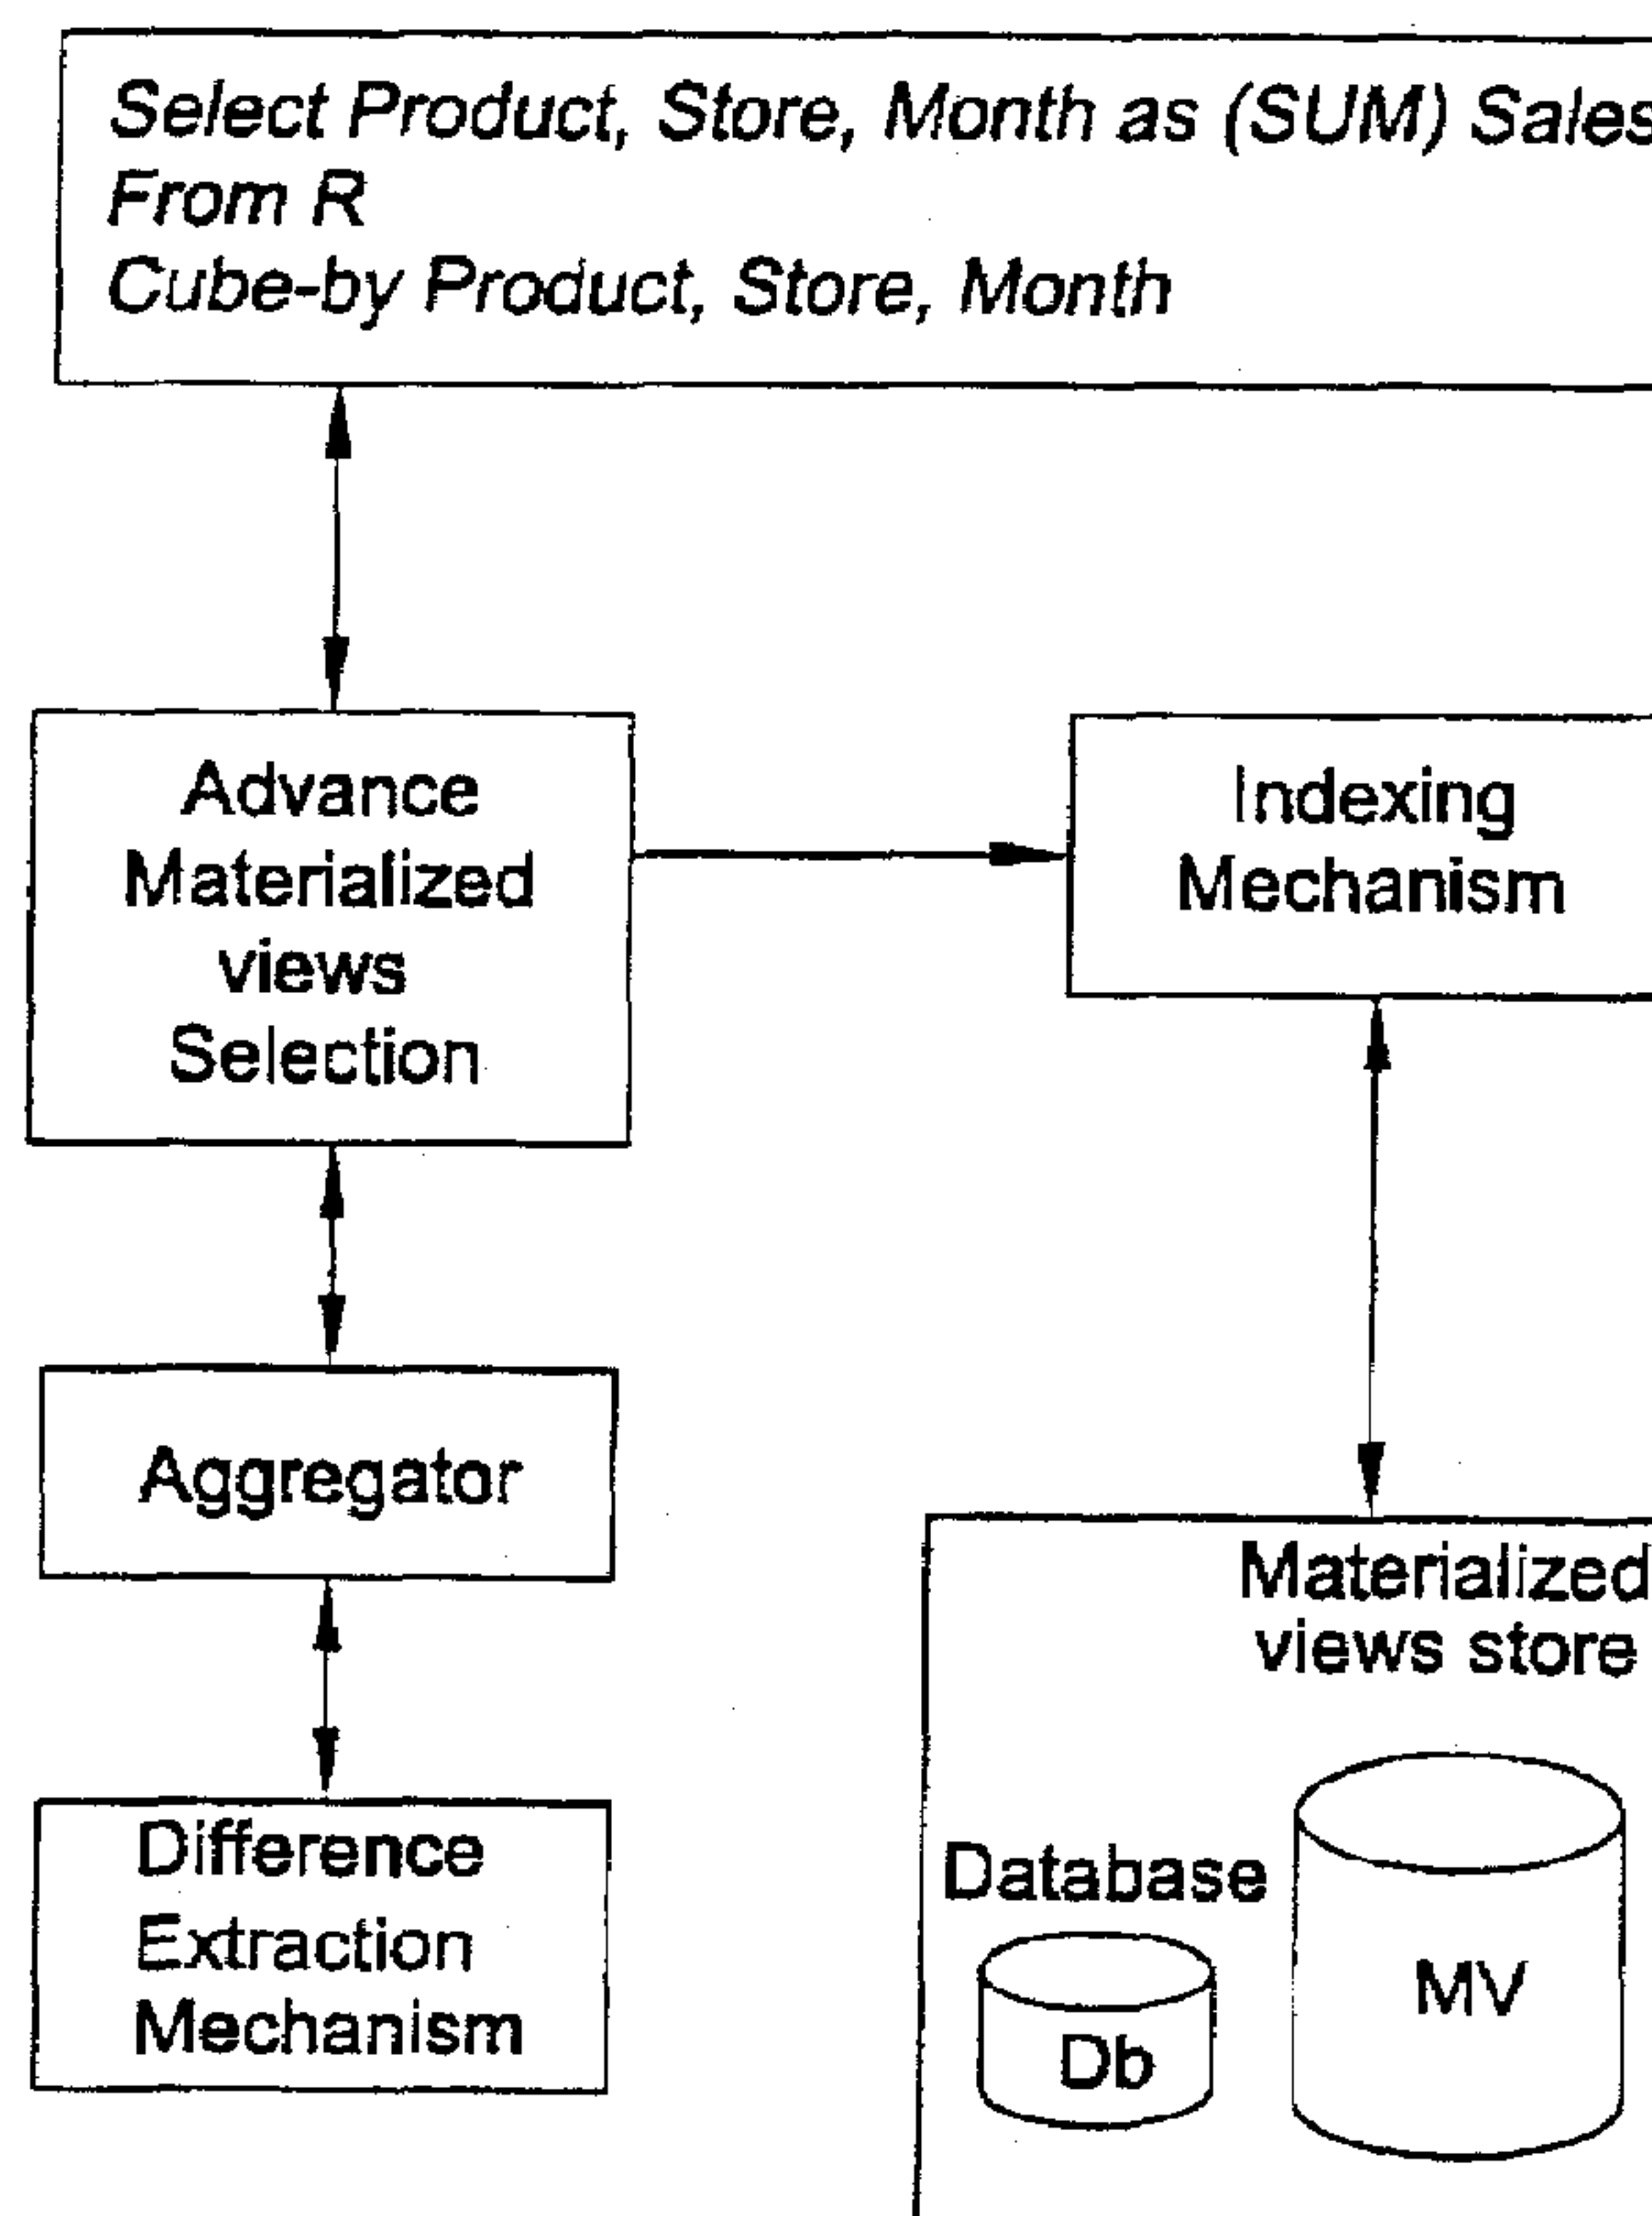 Select Product, Store, Month as (SUM) Sales
From R
Cube-by Product, Store, Month
Advance
Materialized
views
Selection
Indexing
Mechanism
Aggregator
Difference
Extraction
Mechanism
Materialized
views store
Database
Db
MV